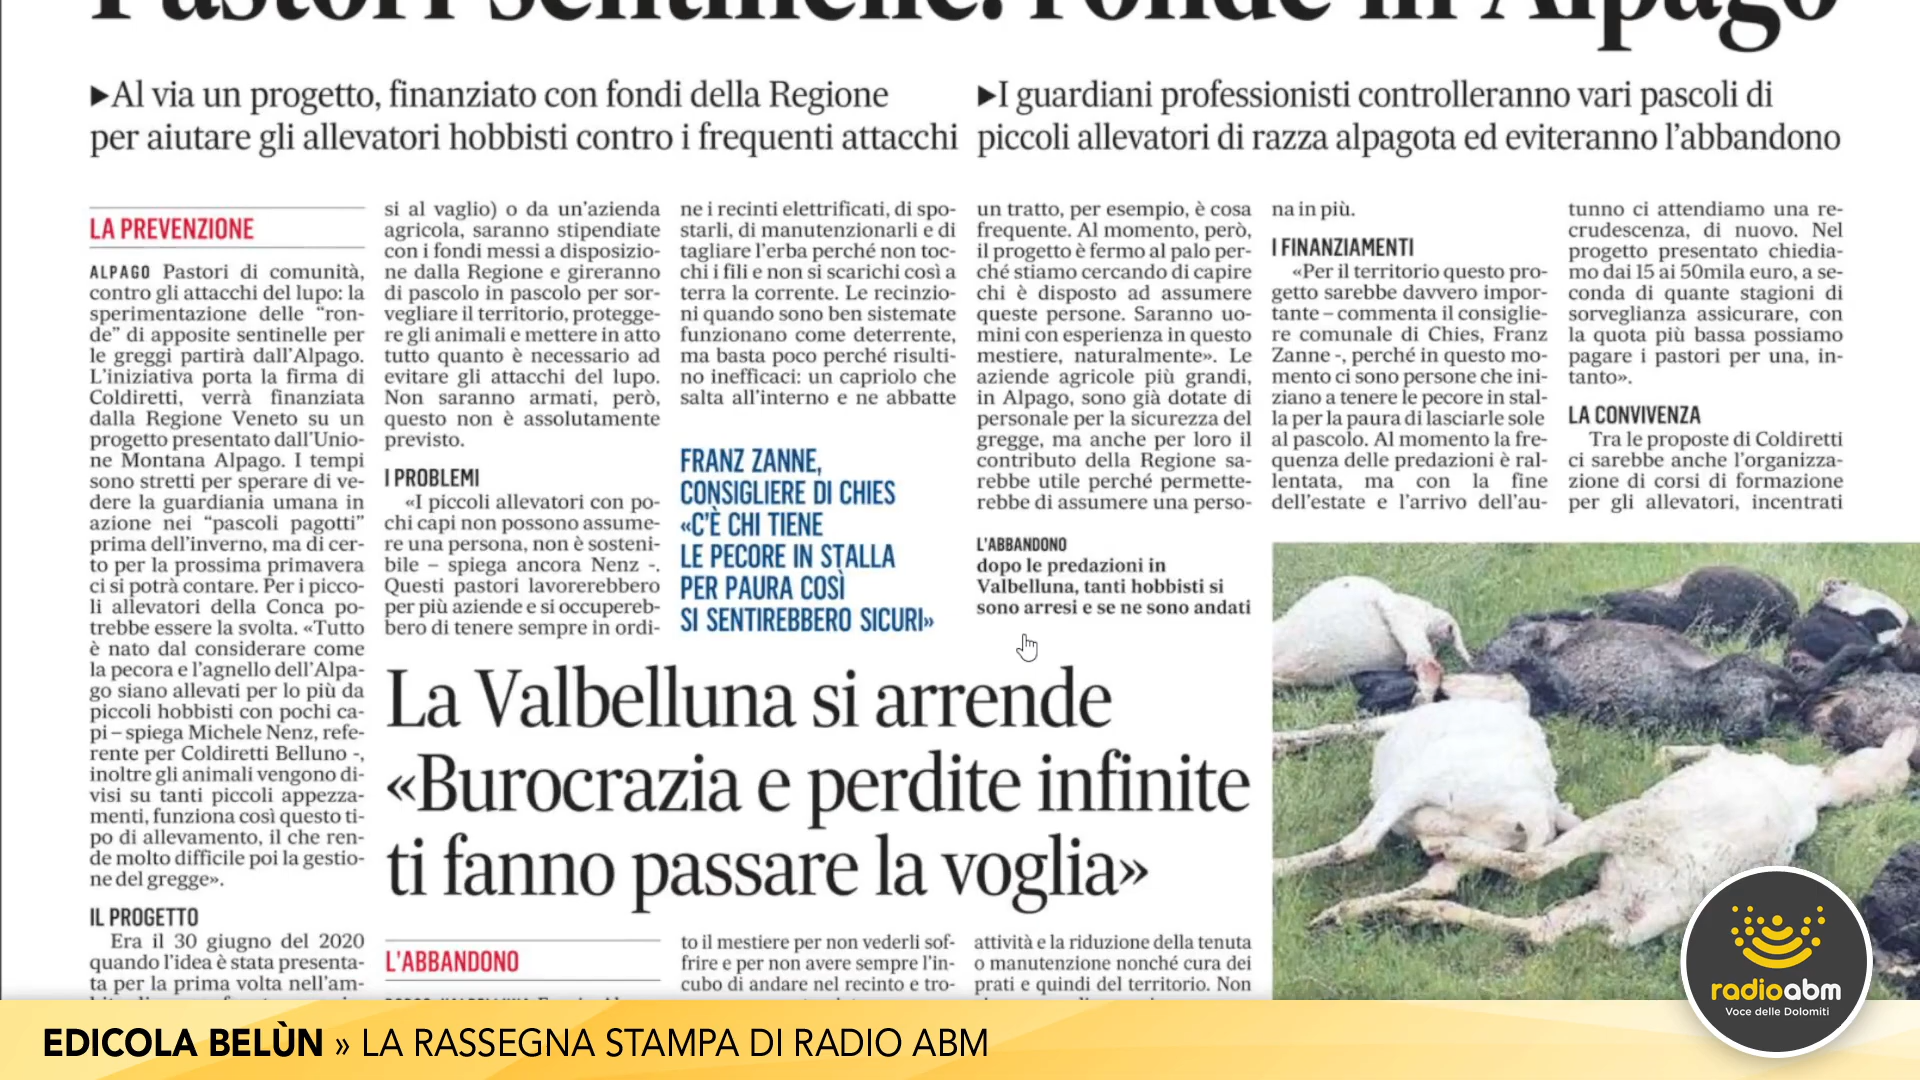 Pastori sentinelle: ronde in Alpago
▶Al via un progetto, finanziato con fondi della Regione
per aiutare gli allevatori hobbisti contro i frequenti attacchi
▶I guardiani professionisti controlleranno vari pascoli di
piccoli allevatori di razza alpagota ed eviteranno l'abbandono
LA PREVENZIONE
ALPAGO Pastori di comunità,
contro gli attacchi del lupo: la
sperimentazione delle “ron-
de” di apposite sentinelle per
le greggi partirà dall'Alpago.
L'iniziativa porta la firma di
Coldiretti, verrà finanziata
dalla Regione Veneto su un
progetto presentato dall'Unio-
ne Montana Alpago. I tempi
sono stretti per sperare di ve-
dere la guardiania umana in
azione nei “pascoli pagotti”
prima dell'inverno, ma di cer-
to per la prossima primavera
ci si potrà contare. Per i picco-
li allevatori della Conca po-
trebbe essere la svolta. «Tutto
è nato dal considerare come
la pecora e l'agnello dell'Alpa-
go siano allevati per lo più da
piccoli hobbisti con pochi ca-
pi – spiega Michele Nenz, refe-
rente per Coldiretti Belluno -,
inoltre gli animali vengono di-
visi su tanti piccoli appezza-
menti, funziona così questo ti-
po di allevamento, il che ren-
de molto difficile poi la gestio-
ne del gregge».
IL PROGETTO
Era il 30 giugno del 2020
quando l'idea è stata presenta-
ta per la prima volta nell'am-
si al vaglio) o da un'azienda
agricola, saranno stipendiate
con i fondi messi a disposizio-
ne dalla Regione e gireranno
di pascolo in pascolo per sor-
vegliare il territorio, protegge-
re gli animali e mettere in atto
tutto quanto è necessario ad
evitare gli attacchi del lupo.
Non saranno armati, però,
questo non è assolutamente
previsto.
I PROBLEMI
«I piccoli allevatori con po-
chi capi non possono assume-
re una persona, non è sosteni-
bile – spiega ancora Nenz -.
Questi pastori lavorerebbero
per più aziende e si occupereb-
bero di tenere sempre in ordi-
ne i recinti elettrificati, di spo-
starli, di manutenzionarli e di
tagliare l'erba perché non toc-
chi i fili e non si scarichi così a
terra la corrente. Le recinzio-
ni quando sono ben sistemate
funzionano come deterrente,
ma basta poco perché risulti-
no inefficaci: un capriolo che
salta all'interno e ne abbatte
FRANZ ZANNE,
CONSIGLIERE DI CHIES
«C'È CHI TIENE
LE PECORE IN STALLA
PER PAURA COSÌ
SI SENTIREBBERO SICURI»
un tratto, per esempio, è cosa
frequente. Al momento, però,
il progetto è fermo al palo per-
ché stiamo cercando di capire
chi è disposto ad assumere
queste persone. Saranno uo-
mini con esperienza in questo
mestiere, naturalmente». Le
aziende agricole più grandi,
in Alpago, sono già dotate di
personale per la sicurezza del
gregge, ma anche per loro il
contributo della Regione sa-
rebbe utile perché permette-
rebbe di assumere una perso-
L'ABBANDONO
dopo le predazioni in
Valbelluna, tanti hobbisti si
sono arresi e se ne sono andati
na in più.
I FINANZIAMENTI
«Per il territorio questo pro-
getto sarebbe davvero impor-
tante – commenta il consiglie-
re comunale di Chies, Franz
Zanne -, perché in questo mo-
mento ci sono persone che ini-
ziano a tenere le pecore in stal-
la per la paura di lasciarle sole
al pascolo. Al momento la fre-
quenza delle predazioni è ral-
lentata, ma con la fine
dell'estate e l'arrivo dell'au-
tunno ci attendiamo una re-
crudescenza, di nuovo. Nel
progetto presentato chiedia-
mo dai 15 ai 50mila euro, a se-
conda di quante stagioni di
sorveglianza assicurare, con
la quota più bassa possiamo
pagare i pastori per una, in-
tanto».
LA CONVIVENZA
Tra le proposte di Coldiretti
ci sarebbe anche l'organizza-
zione di corsi di formazione
per gli allevatori, incentrati
La Valbelluna si arrende
«Burocrazia e perdite infinite
ti fanno passare la voglia»
L'ABBANDONO
to il mestiere per non vederli sof-
frire e per non avere sempre l'in-
cubo di andare nel recinto e tro-
attività e la riduzione della tenuta
o manutenzione nonché cura dei
prati e quindi del territorio. Non
radioabm
Voce delle Dolomiti
EDICOLA BELÙN » LA RASSEGNA STAMPA DI RADIO ABM